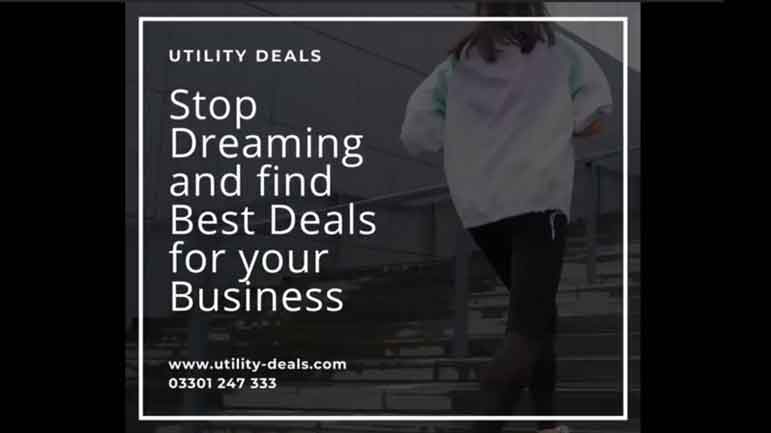 UTILITY DEALS
Stop
Dreaming
and find
Best Deals
for your
Business
www.utility-deals.com
03301 247 333